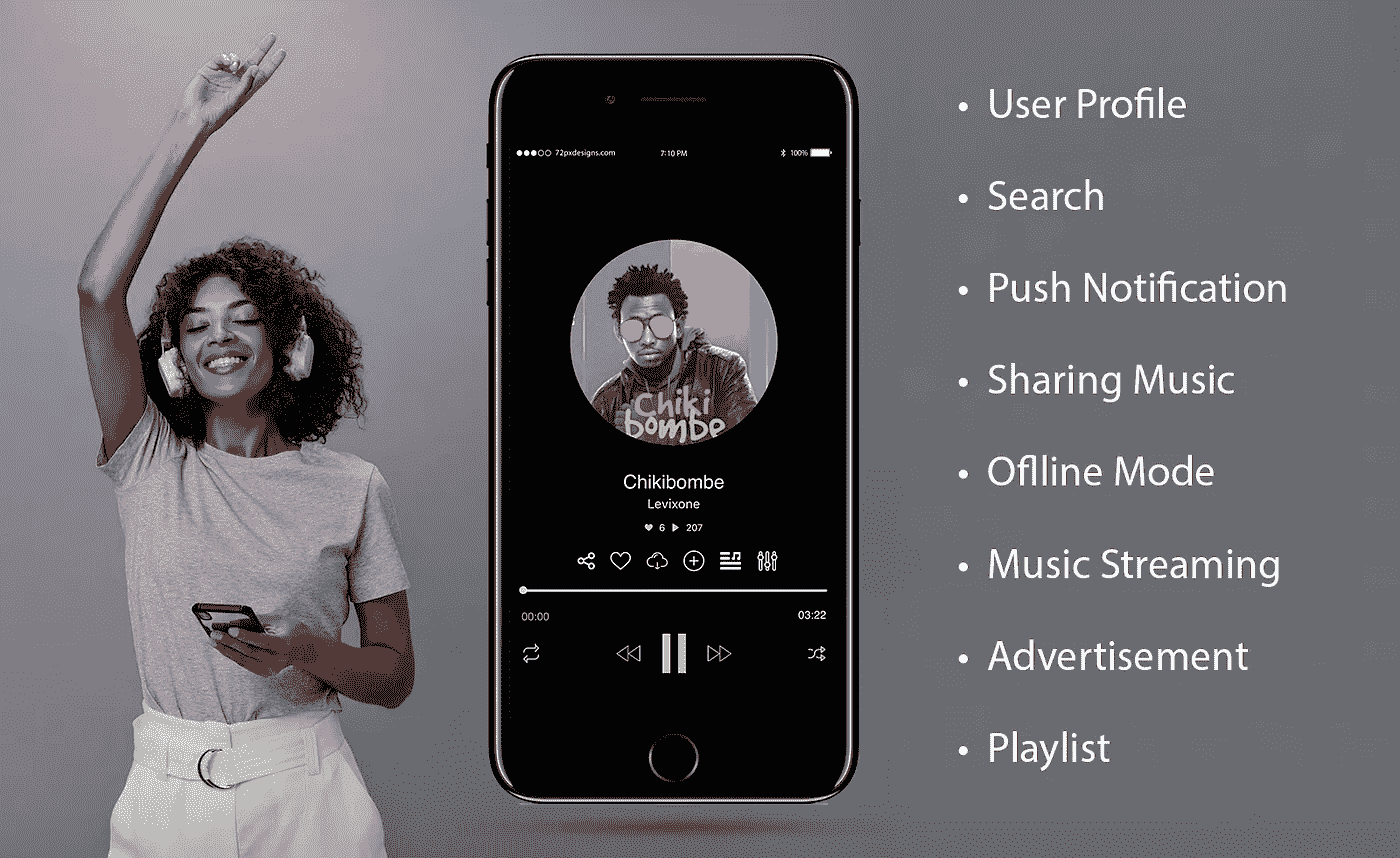 72pxdesigns.com 7:10 PM 100%
Chiki
bombe
Chikibombe
Levixone
6 207
00:00 03:22
• User Profile
• Search
• Push Notification
• Sharing Music
• Oflline Mode
• Music Streaming
• Advertisement
• Playlist